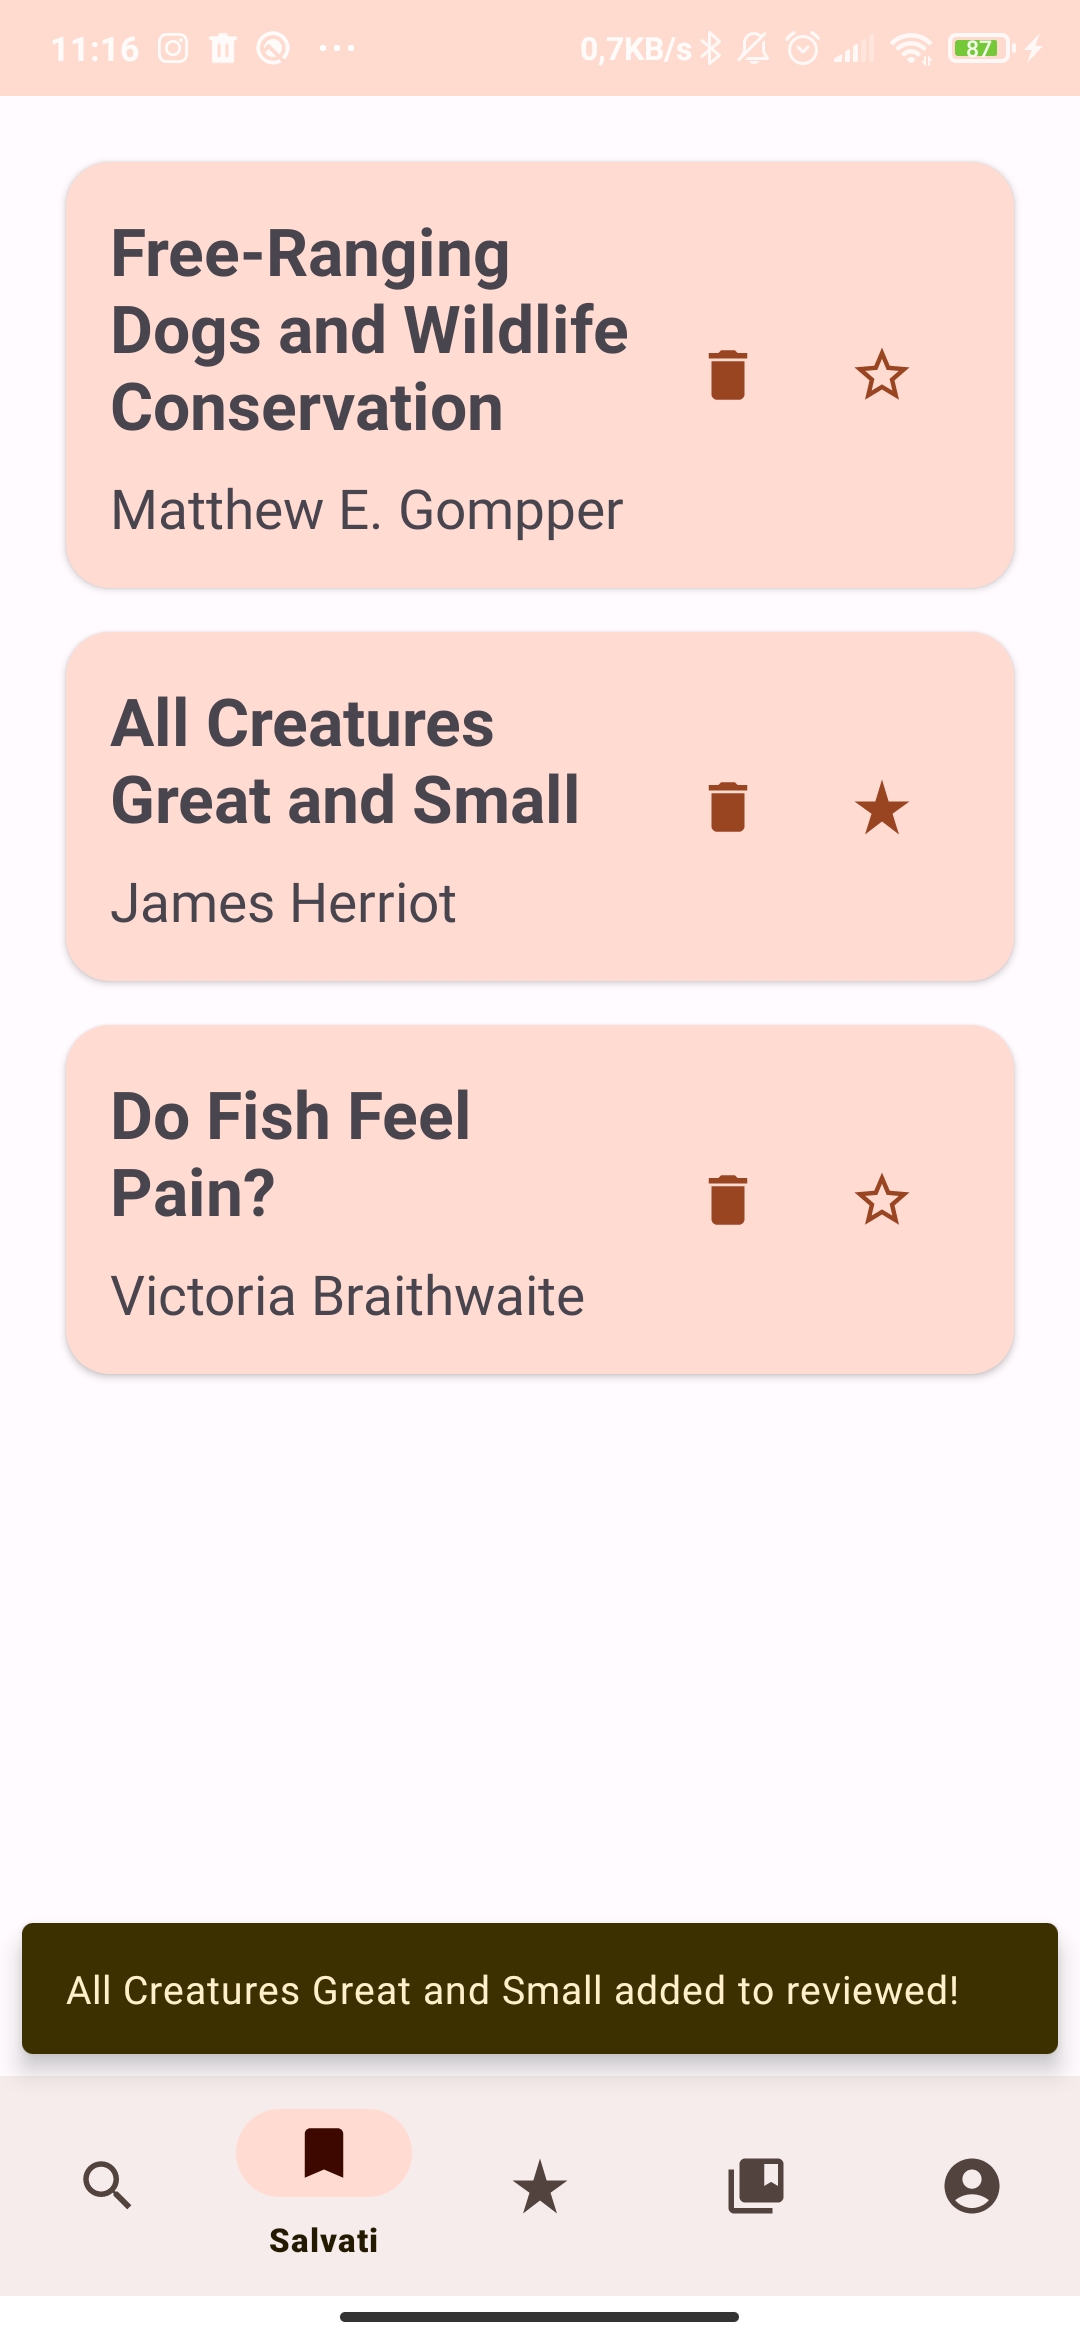 11:16 0,7KB/s 87
Free-Ranging
Dogs and Wildlife
Conservation
Matthew E. Gompper
All Creatures
Great and Small
James Herriot
Do Fish Feel
Pain?
Victoria Braithwaite
All Creatures Great and Small added to reviewed!
Salvati